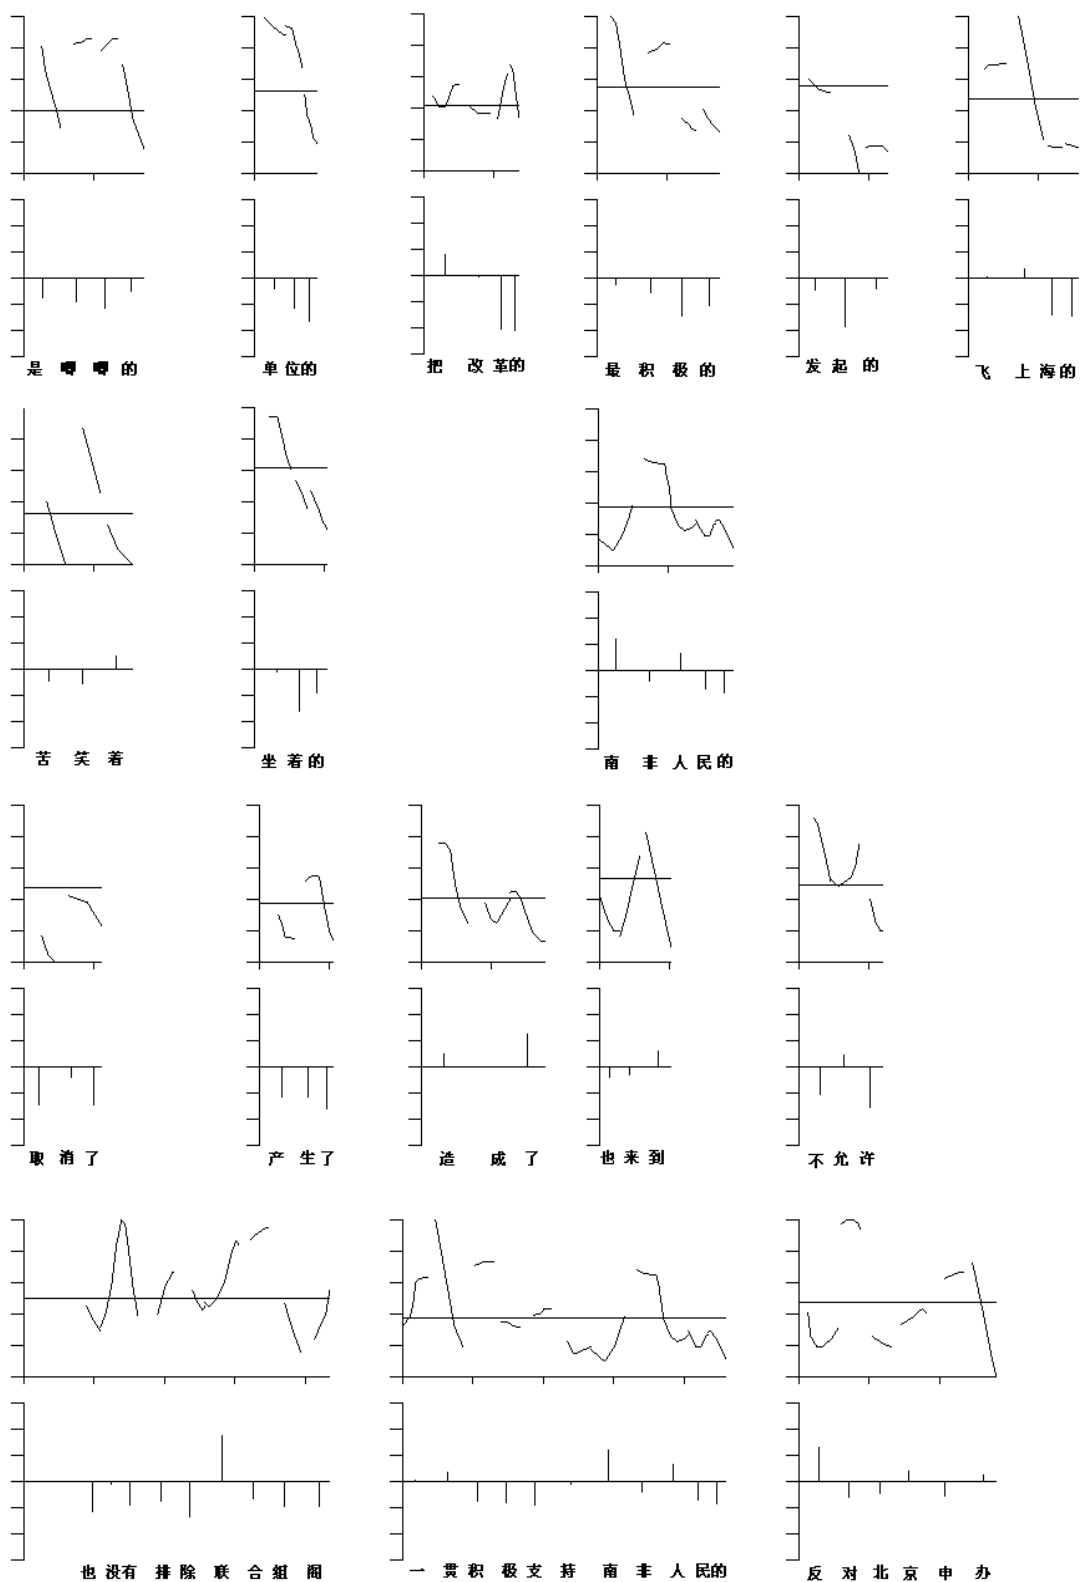 是唧唧的 单位的 把改革的 最积极的 发起的 飞上海的
苦笑着 坐着的 南非人民的
取消了 产生了 造成了 也来到 不允许
也没有排除联合组阁 一贯积极支持南非人民的 反对北京申办